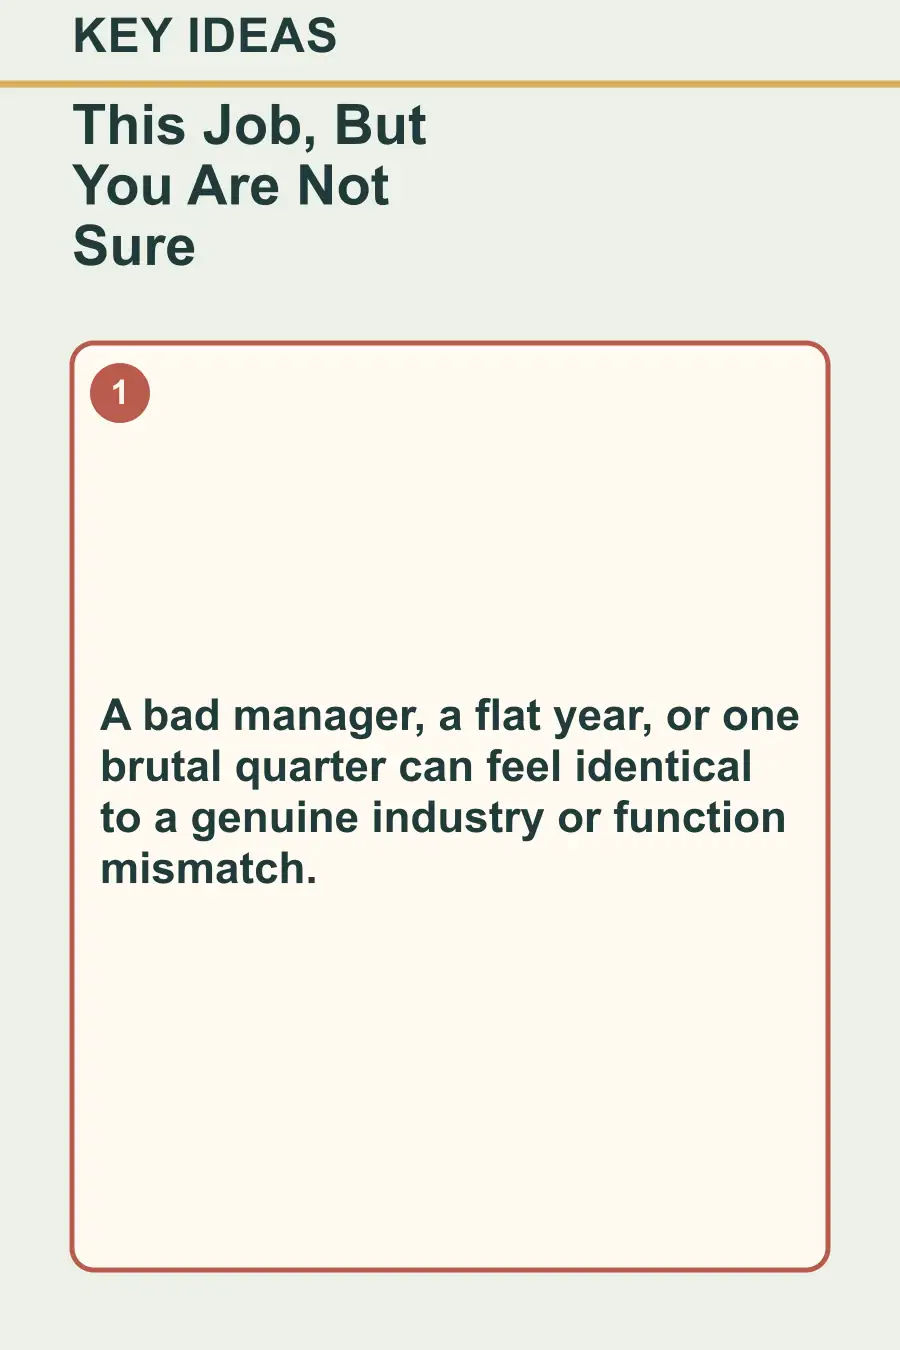 KEY IDEAS
This Job, But
You Are Not
Sure
1
A bad manager, a flat year, or one
brutal quarter can feel identical
to a genuine industry or function
mismatch.